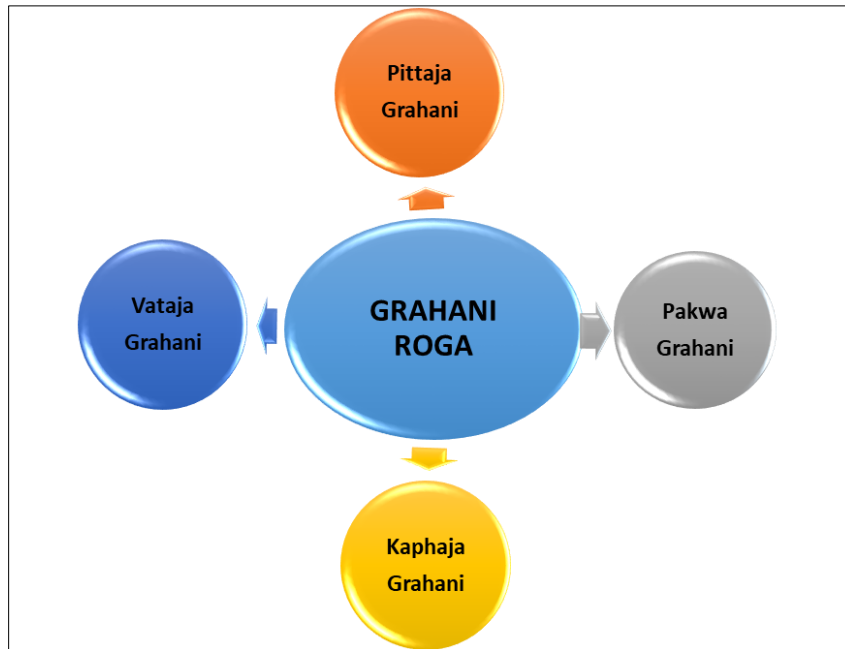 Pittaja
Grahani
Vataja
Grahani
GRAHANI
ROGA
Pakwa
Grahani
Kaphaja
Grahani